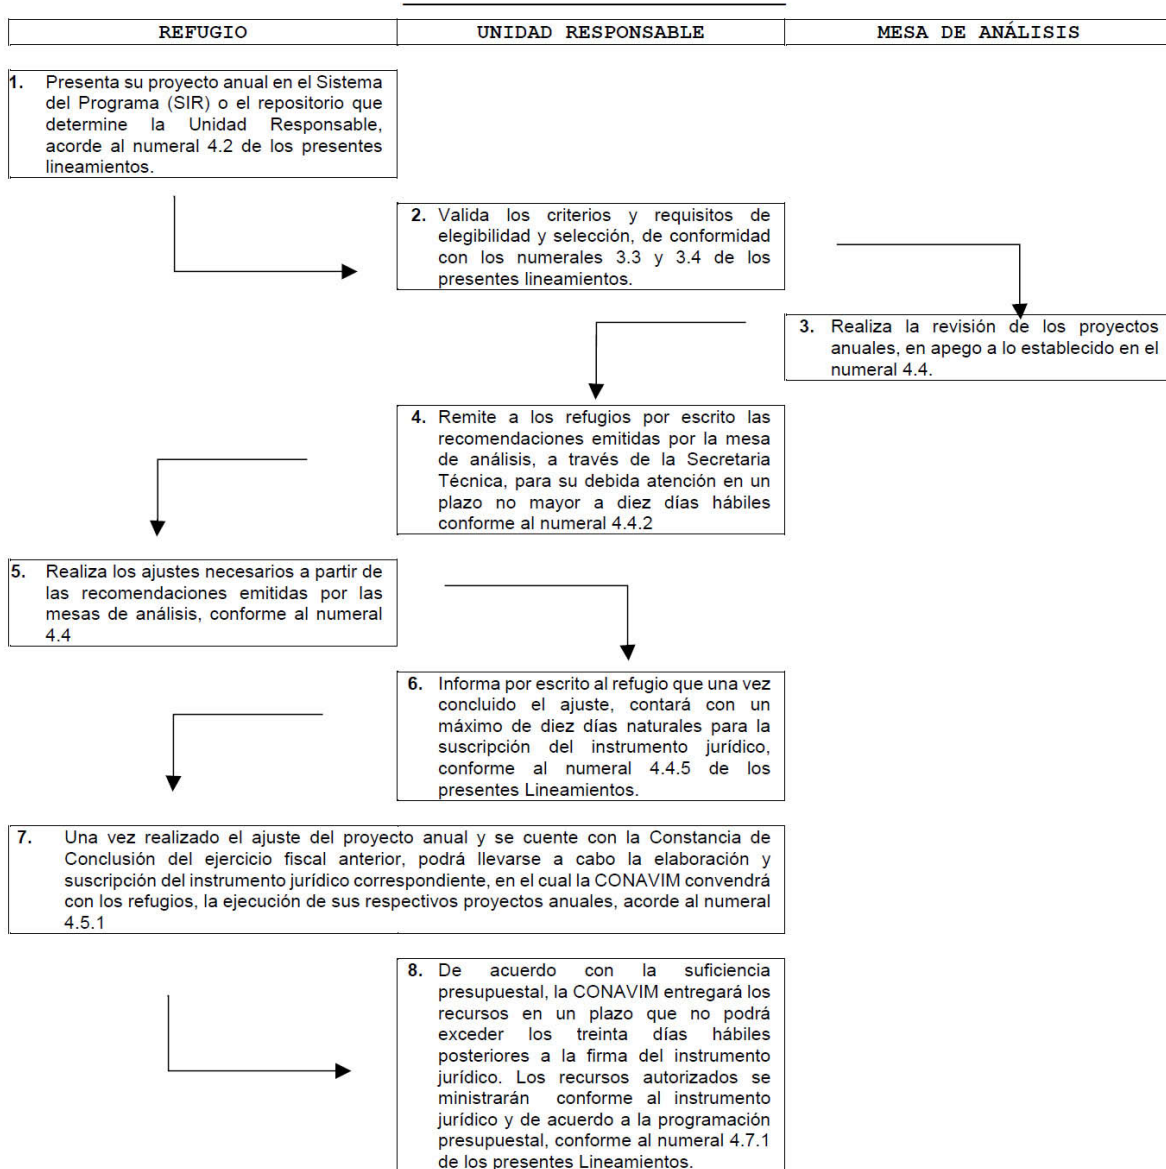 REFUGIO
UNIDAD RESPONSABLE
MESA DE ANÁLISIS
1. Presenta su proyecto anual en el Sistema
del Programa (SIR) o el repositorio que
determine la Unidad Responsable,
acorde al numeral 4.2 de los presentes
lineamientos.
2. Valida los criterios y requisitos de
elegibilidad y selección, de conformidad
con los numerales 3.3 y 3.4 de los
presentes lineamientos.
3. Realiza la revisión de los proyectos
anuales, en apego a lo establecido en el
numeral 4.4.
4. Remite a los refugios por escrito las
recomendaciones emitidas por la mesa
de análisis, a través de la Secretaria
Técnica, para su debida atención en un
plazo no mayor a diez días hábiles
conforme al numeral 4.4.2
5. Realiza los ajustes necesarios a partir de
las recomendaciones emitidas por las
mesas de análisis, conforme al numeral
4.4
6. Informa por escrito al refugio que una vez
concluido el ajuste, contará con un
máximo de diez días naturales para la
suscripción del instrumento jurídico,
conforme al numeral 4.4.5 de los
presentes Lineamientos.
7. Una vez realizado el ajuste del proyecto anual y se cuente con la Constancia de
Conclusión del ejercicio fiscal anterior, podrá llevarse a cabo la elaboración y
suscripción del instrumento jurídico correspondiente, en el cual la CONAVIM convendrá
con los refugios, la ejecución de sus respectivos proyectos anuales, acorde al numeral
4.5.1
8. De acuerdo con la suficiencia
presupuestal, la CONAVIM entregará los
recursos en un plazo que no podrá
exceder los treinta días hábiles
posteriores a la firma del instrumento
jurídico. Los recursos autorizados se
ministrarán conforme al instrumento
jurídico y de acuerdo a la programación
presupuestal, conforme al numeral 4.7.1
de los presentes Lineamientos.